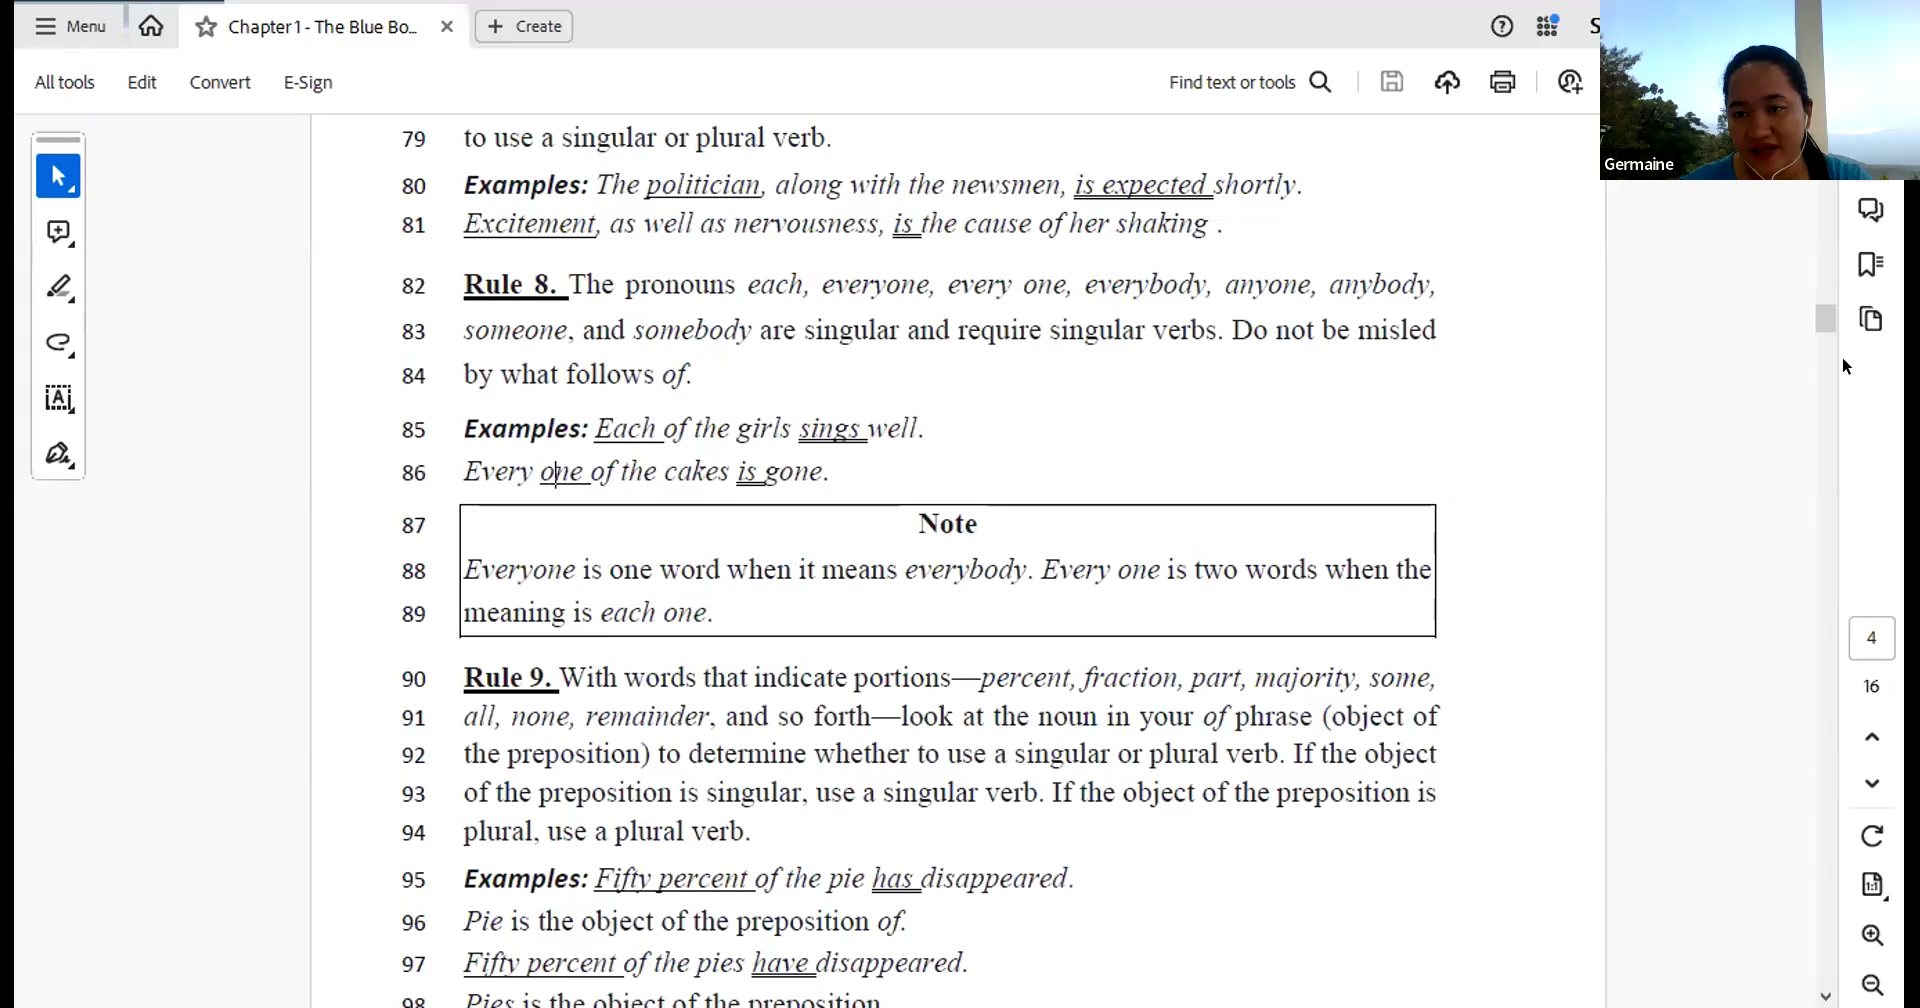 Menu
Chapter1 - The Blue Bo...
Create
All tools
Edit
Convert
E-Sign
Find text or tools
Germaine
79 to use a singular or plural verb.
80 Examples: The politician, along with the newsmen, is expected shortly.
81 Excitement, as well as nervousness, is the cause of her shaking .
82 Rule 8. The pronouns each, everyone, every one, everybody, anyone, anybody,
83 someone, and somebody are singular and require singular verbs. Do not be misled
84 by what follows of.
85 Examples: Each of the girls sings well.
86 Every one of the cakes is gone.
87 Note
88 Everyone is one word when it means everybody. Every one is two words when the
89 meaning is each one.
90 Rule 9. With words that indicate portions—percent, fraction, part, majority, some,
91 all, none, remainder, and so forth—look at the noun in your of phrase (object of
92 the preposition) to determine whether to use a singular or plural verb. If the object
93 of the preposition is singular, use a singular verb. If the object of the preposition is
94 plural, use a plural verb.
95 Examples: Fifty percent of the pie has disappeared.
96 Pie is the object of the preposition of.
97 Fifty percent of the pies have disappeared.
98 Pies is the object of the preposition
4
16